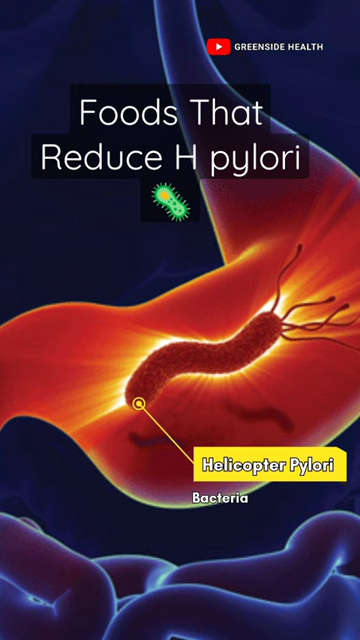 GREENSIDE HEALTH
Foods That
Reduce H pylori
Helicopter Pylori
Bacteria